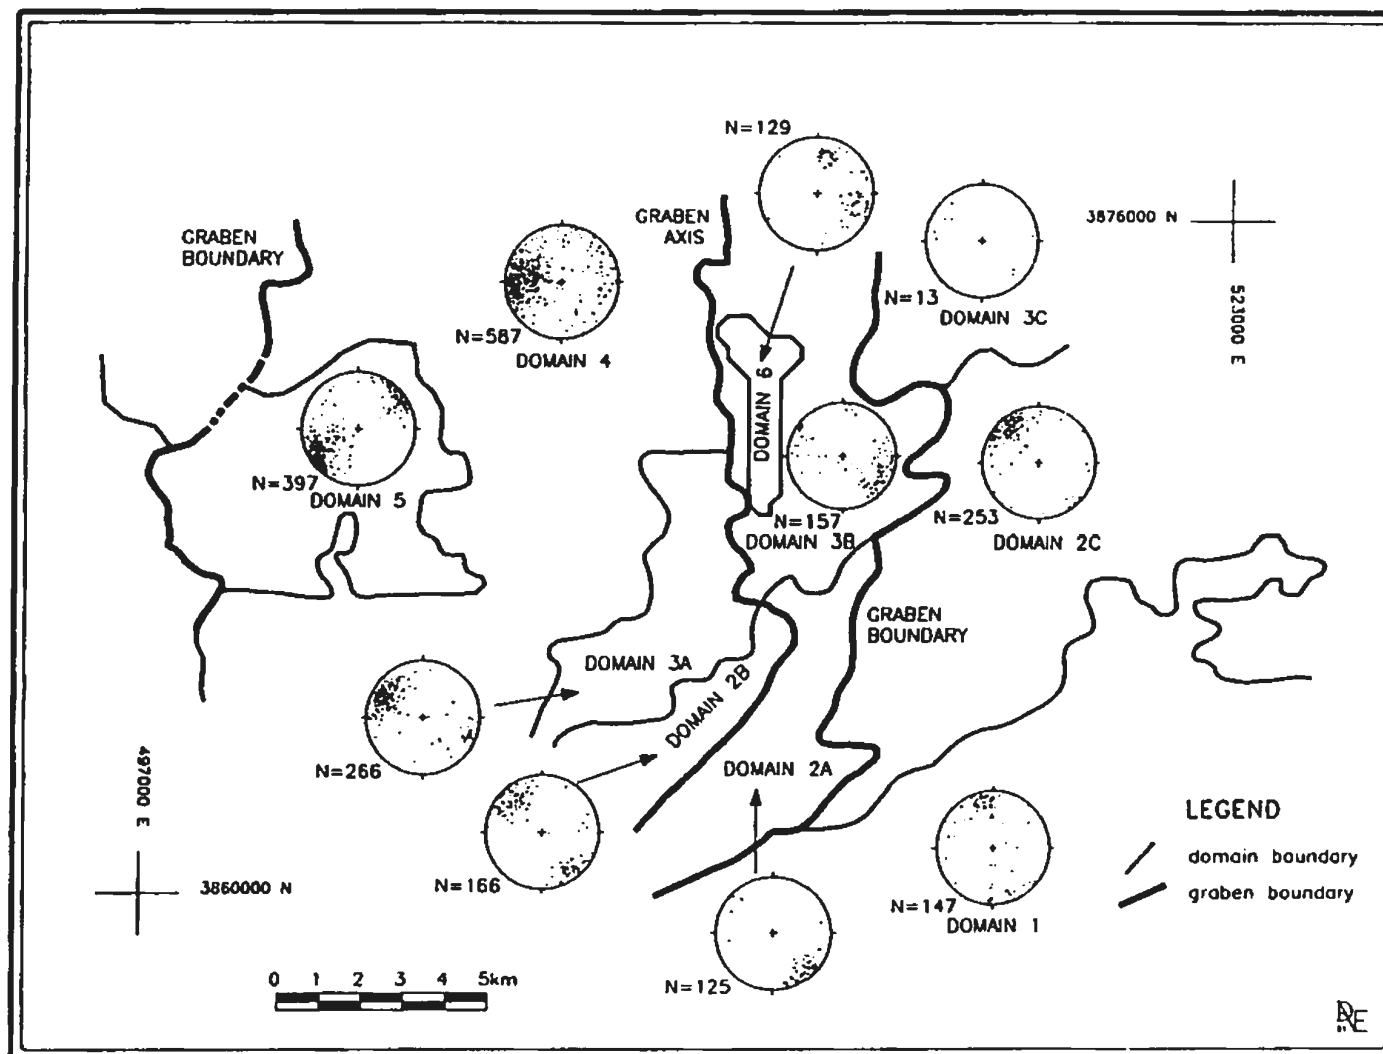 N=129
GRABEN
AXIS
3876000 N
GRABEN
BOUNDARY
N=13
DOMAIN 3C
523000 E
N=587
DOMAIN 4
DOMAIN 6
N=397
DOMAIN 5
N=157
DOMAIN 3B
N=253
DOMAIN 2C
GRABEN
BOUNDARY
DOMAIN 3A
DOMAIN 2B
N=266
DOMAIN 2A
497000 E
LEGEND
domain boundary
graben boundary
N=166
3860000 N
N=147
DOMAIN 1
N=125
0 1 2 3 4 5km